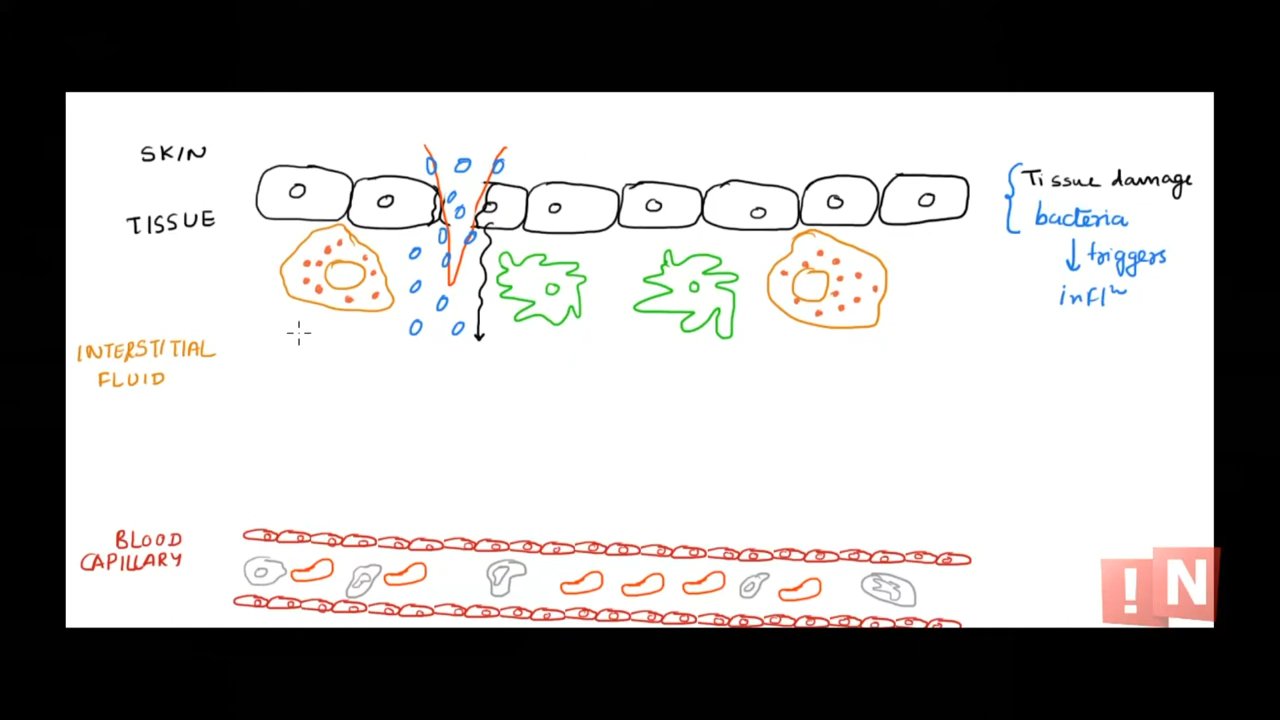 SKIN
TISSUE
INTERSTITIAL
FLUID
BLOOD
CAPILLARY
Tissue damage
bacteria
↓ triggers
inflⁿ
!N